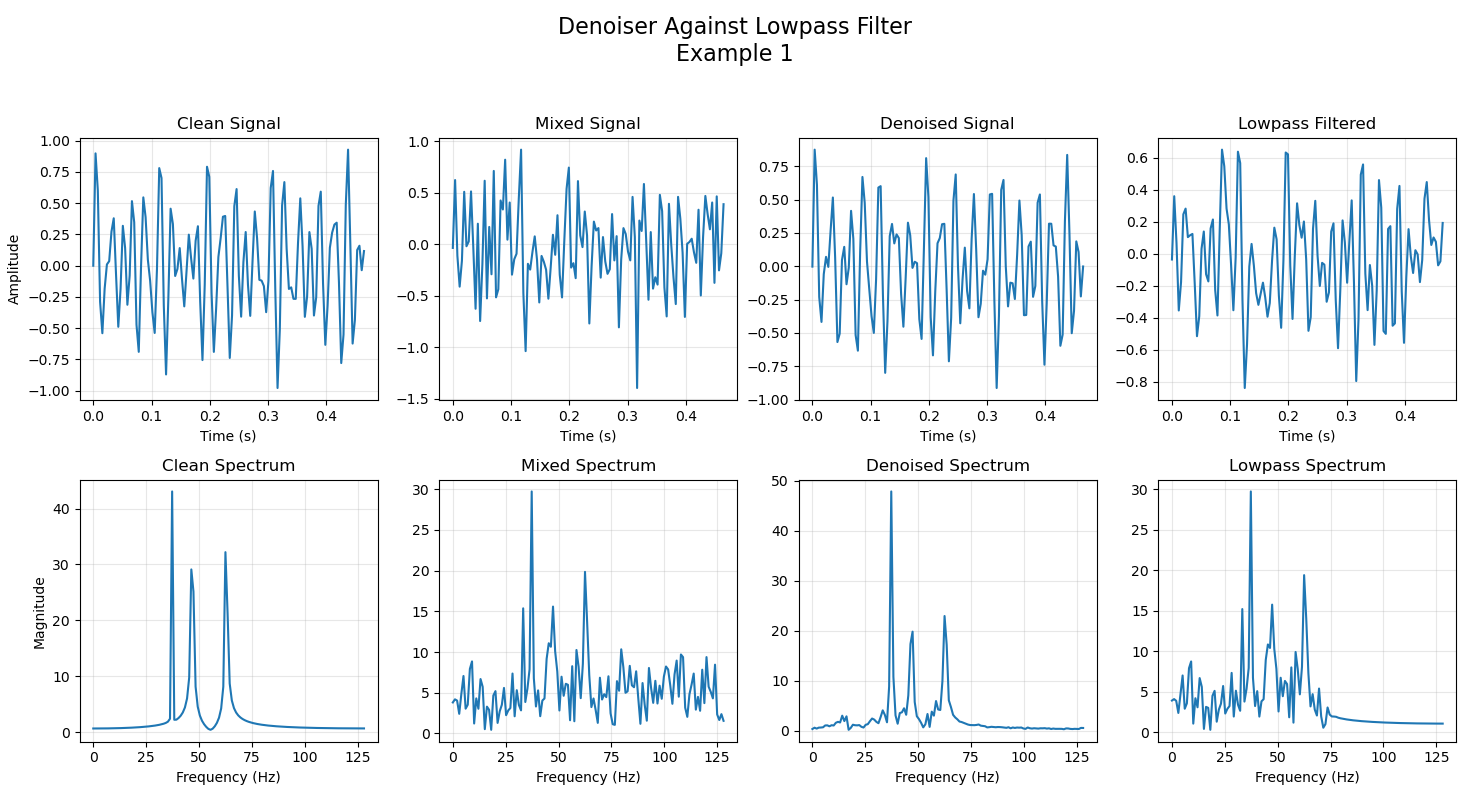 Denoiser Against Lowpass Filter
Example 1
Clean Signal
Mixed Signal
Denoised Signal
Lowpass Filtered
Amplitude
1.00
0.75
0.50
0.25
0.00
−0.25
−0.50
−0.75
−1.00
0.0 0.1 0.2 0.3 0.4
Time (s)
1.0
0.5
0.0
−0.5
−1.0
−1.5
0.0 0.2 0.4
Time (s)
0.75
0.50
0.25
0.00
−0.25
−0.50
−0.75
−1.00
0.0 0.1 0.2 0.3 0.4
Time (s)
0.6
0.4
0.2
0.0
−0.2
−0.4
−0.6
−0.8
0.0 0.1 0.2 0.3 0.4
Time (s)
Clean Spectrum
Mixed Spectrum
Denoised Spectrum
Lowpass Spectrum
Magnitude
40
30
20
10
0
0 50 75 100 125
Frequency (Hz)
30
25
20
15
10
5
0
0 25 50 75 100 125
Frequency (Hz)
50
40
30
20
10
0
0 25 50 75 100 125
Frequency (Hz)
30
25
20
15
10
5
0
0 25 50 75 100 125
Frequency (Hz)